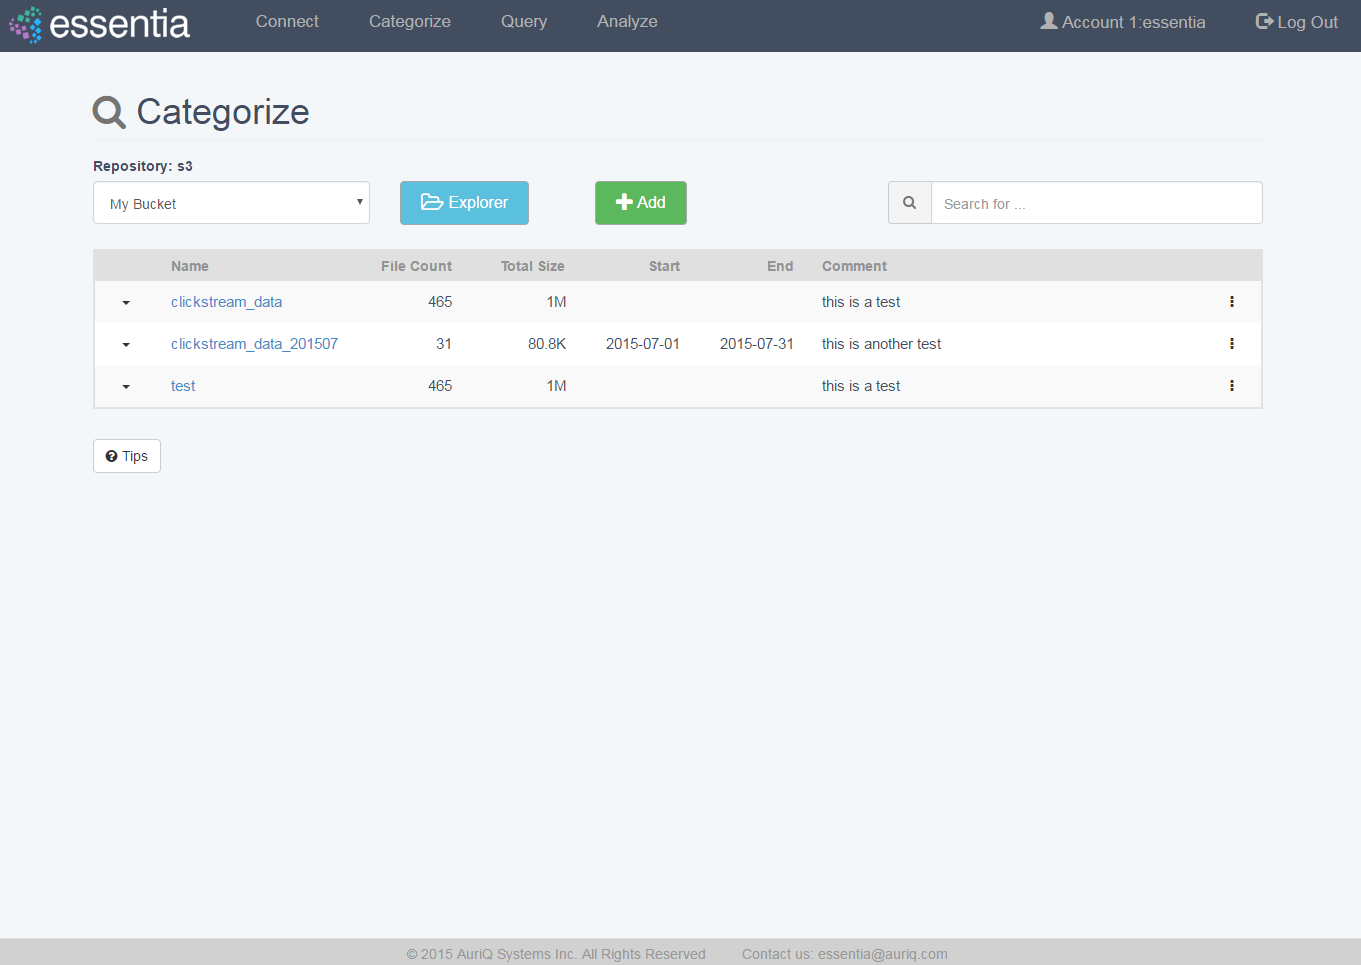 essentia Connect Categorize Query Analyze Account 1:essentia Log Out
Categorize
Repository: s3
My Bucket Explorer Add Search for ...
Name File Count Total Size Start End Comment
clickstream_data 465 1M this is a test
clickstream_data_201507 31 80.8K 2015-07-01 2015-07-31 this is another test
test 465 1M this is a test
Tips
© 2015 AuriQ Systems Inc. All Rights Reserved Contact us: essentia@auriq.com